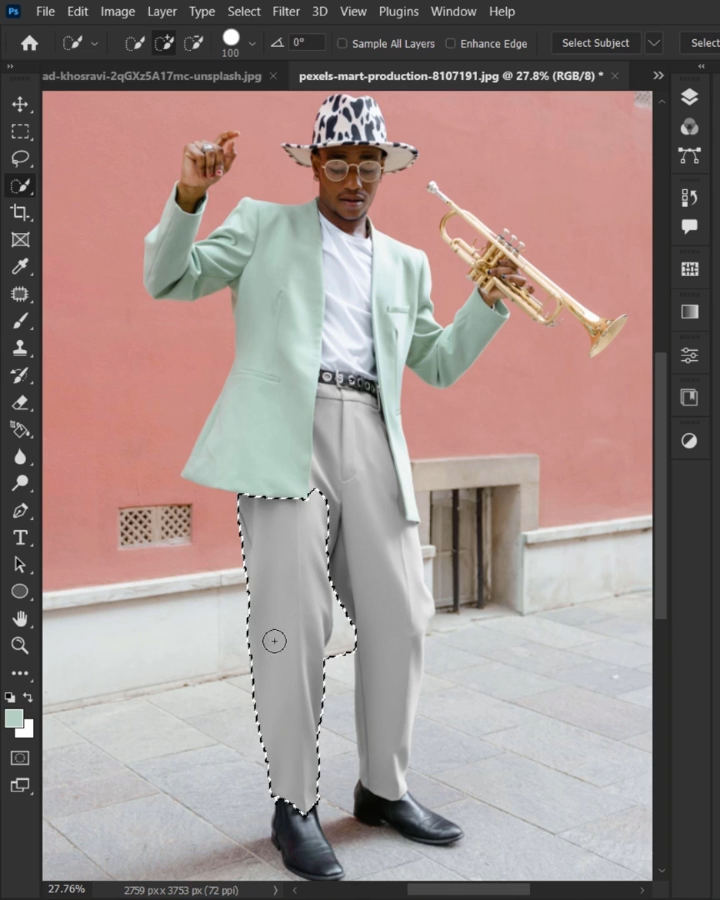 Ps File Edit Image Layer Type Select Filter 3D View Plugins Window Help
100 0° Sample All Layers Enhance Edge Select Subject Select
ad-khosravi-2qGXz5A17mc-unsplash.jpg × pexels-mart-production-8107191.jpg @ 27.8% (RGB/8) * ×
T
27.76% 2759 px x 3753 px (72 ppi)